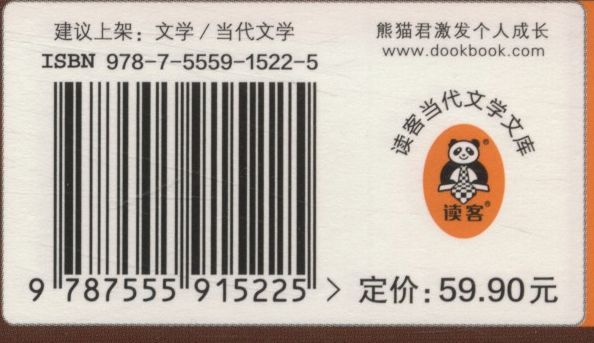 建议上架：文学 / 当代文学
ISBN 978-7-5559-1522-5
9 787555 915225 >
熊猫君激发个人成长
www.dookbook.com
读客当代文学文库
读客®
定价：59.90元